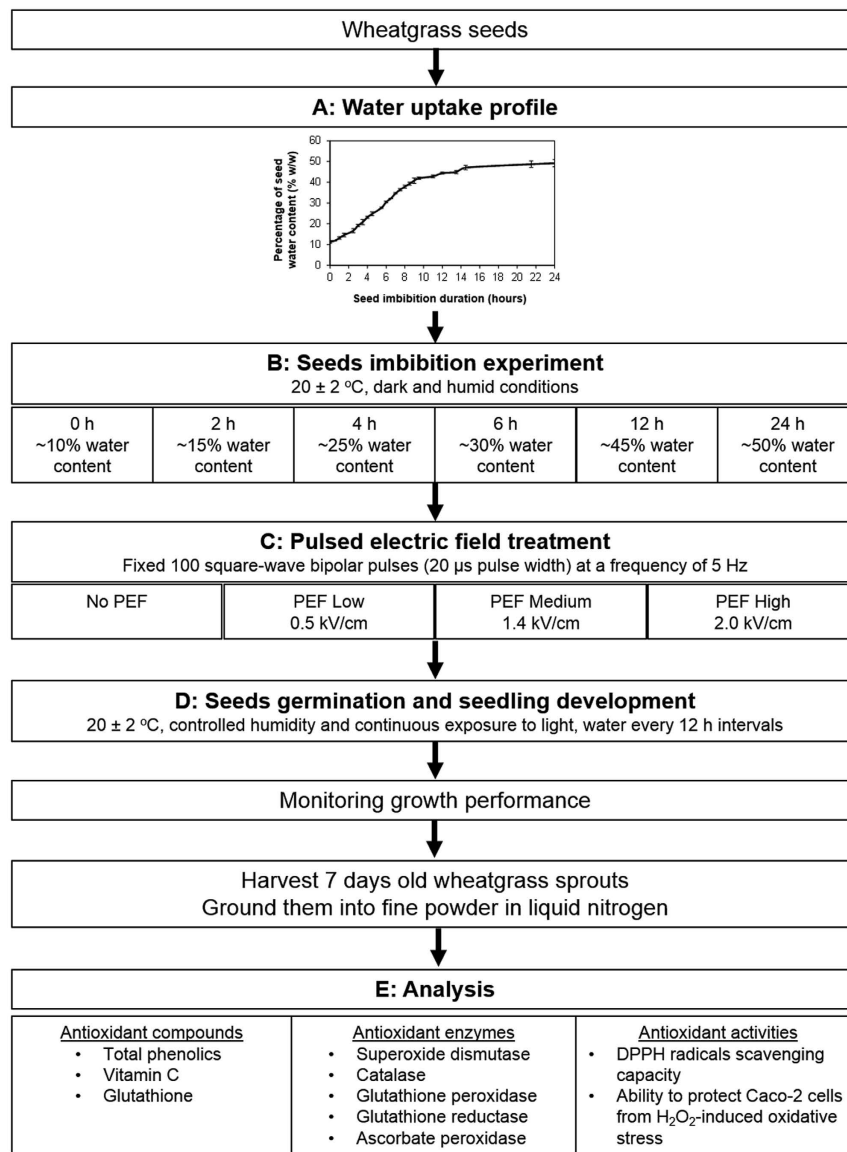 Wheatgrass seeds
A: Water uptake profile
Percentage of seed
water content (% w/w)
60
50
40
30
20
10
0
0 2 4 6 8 10 12 14 16 18 20 22 24
Seed imbibition duration (hours)
B: Seeds imbibition experiment
20 ± 2 °C, dark and humid conditions
0 h
~10% water
content
2 h
~15% water
content
4 h
~25% water
content
6 h
~30% water
content
12 h
~45% water
content
24 h
~50% water
content
C: Pulsed electric field treatment
Fixed 100 square-wave bipolar pulses (20 µs pulse width) at a frequency of 5 Hz
No PEF
PEF Low
0.5 kV/cm
PEF Medium
1.4 kV/cm
PEF High
2.0 kV/cm
D: Seeds germination and seedling development
20 ± 2 °C, controlled humidity and continuous exposure to light, water every 12 h intervals
Monitoring growth performance
Harvest 7 days old wheatgrass sprouts
Ground them into fine powder in liquid nitrogen
E: Analysis
Antioxidant compounds
• Total phenolics
• Vitamin C
• Glutathione
Antioxidant enzymes
• Superoxide dismutase
• Catalase
• Glutathione peroxidase
• Glutathione reductase
• Ascorbate peroxidase
Antioxidant activities
• DPPH radicals scavenging
capacity
• Ability to protect Caco-2 cells
from H₂O₂-induced oxidative
stress